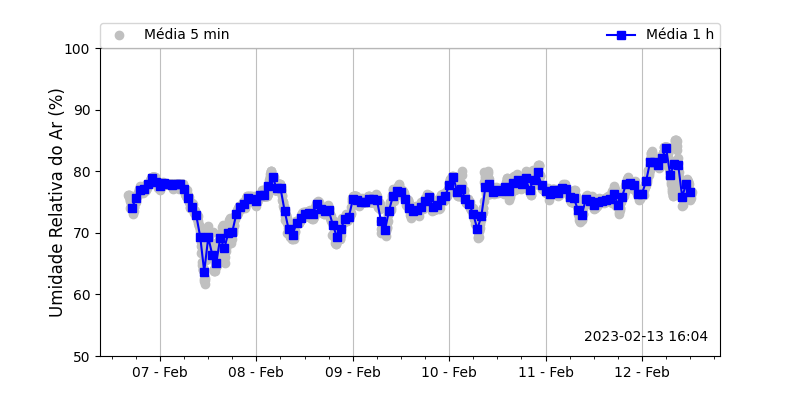 Média 5 min
Média 1 h
Umidade Relativa do Ar (%)
100
90
80
70
60
50
2023-02-13 16:04
07 - Feb
08 - Feb
09 - Feb
10 - Feb
11 - Feb
12 - Feb